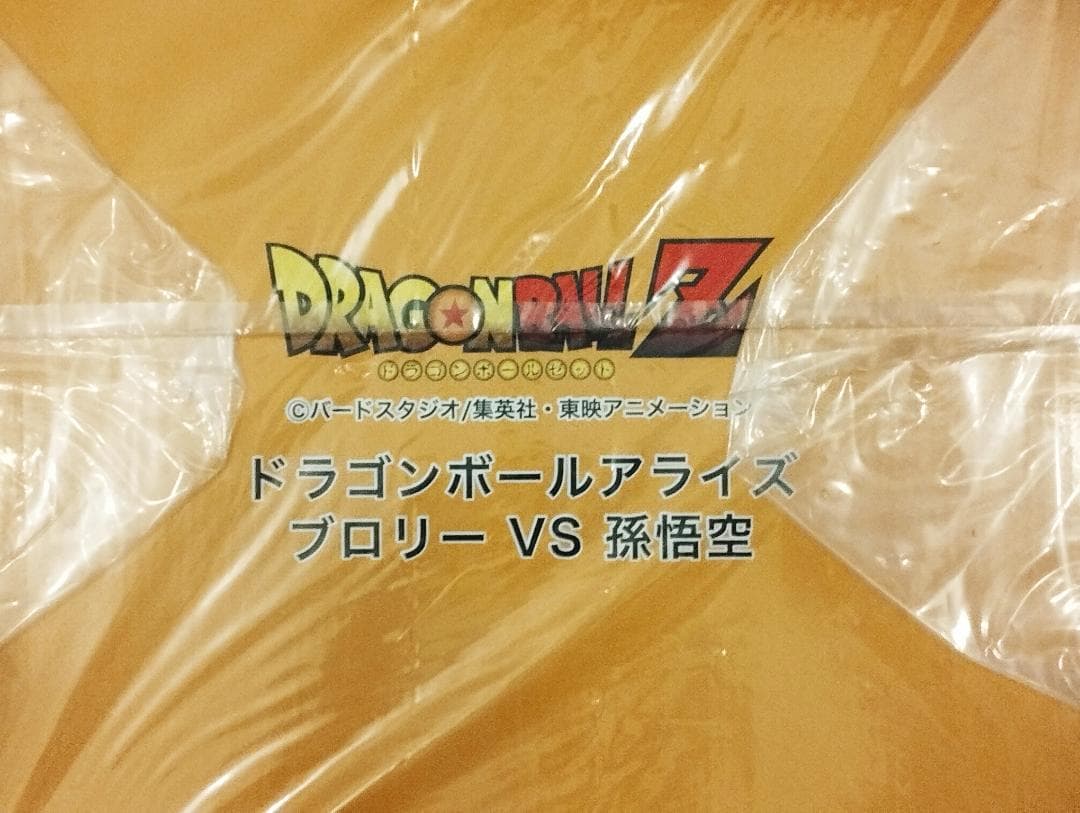 DRAGONBALL Z
ドラゴンボールゼット
©バードスタジオ/集英社・東映アニメーション
ドラゴンボールアライズ
ブロリー VS 孫悟空